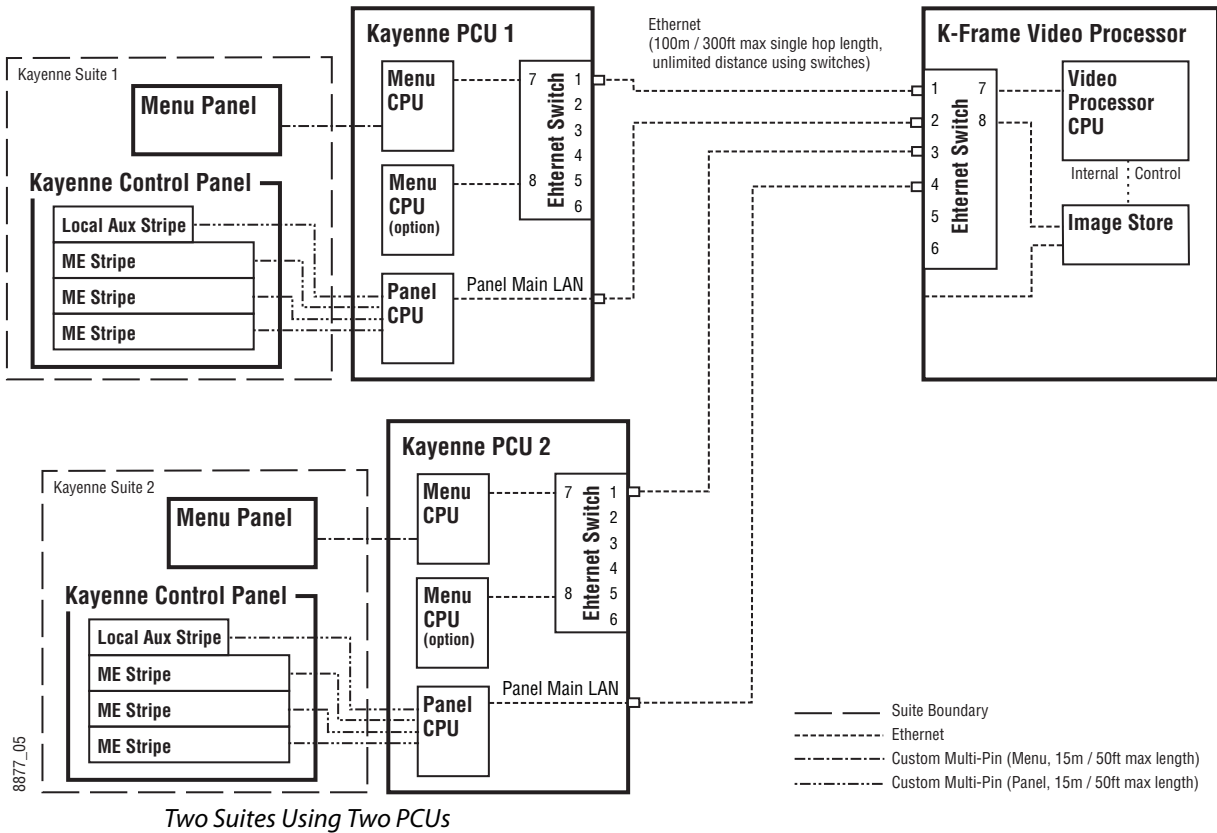 Kayenne Suite 1
Menu Panel
Kayenne Control Panel
Local Aux Stripe
ME Stripe
ME Stripe
ME Stripe
Kayenne PCU 1
Menu
CPU
Menu
CPU
(option)
Panel
CPU
Ehternet Switch
7
8
1
2
3
4
5
6
Panel Main LAN
Ethernet
(100m / 300ft max single hop length,
unlimited distance using switches)
K-Frame Video Processor
Ehternet Switch
1
2
3
4
5
6
7
8
Video
Processor
CPU
Internal Control
Image Store
Kayenne Suite 2
Menu Panel
Kayenne Control Panel
Local Aux Stripe
ME Stripe
ME Stripe
ME Stripe
Kayenne PCU 2
Menu
CPU
Menu
CPU
(option)
Panel
CPU
Ehternet Switch
7
8
1
2
3
4
5
6
Panel Main LAN
Suite Boundary
Ethernet
Custom Multi-Pin (Menu, 15m / 50ft max length)
Custom Multi-Pin (Panel, 15m / 50ft max length)
8877_05
Two Suites Using Two PCUs